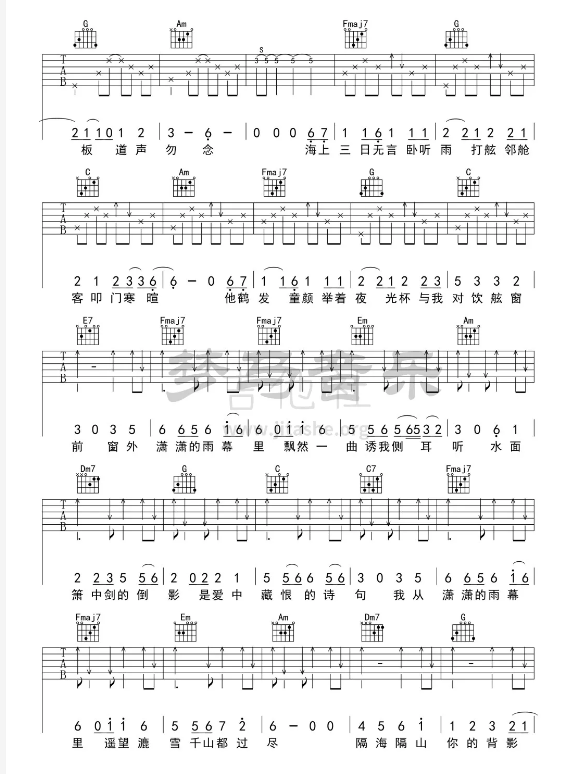 G Am Fmaj7 G
T A B S 3 5 5 5 5 5
2 1 1 0 1 2 3 - 6 - 0 0 0 6 7 1 1 6 1 1 1 2 2 1 2 2 1
板 道 声 勿 念 海上 三 日无言 卧听 雨 打舷 邻舱
C Am Fmaj7 G C
T A B
2 1 2 3 3 6 6 - 0 6 7 1 1 6 1 1 1 2 2 1 2 2 3 5 3 3 2
客 叩 门寒 暄 他鹤 发 童颜 举着 夜 光杯 与我 对 饮 舷 窗
E7 Fmaj7 Fmaj7 Em Am
T A B
3 0 3 5 6 6 5 6 i 6 6 0 i i 6 5 5 6 5 6 5 3 2 3 0 6 1
前 窗 外 潇 潇的雨 幕 里 飘然 一 曲 诱我侧 耳 听 水 面
Dm7 G C C7 Fmaj7
T A B
2 2 3 5 5 6 2 0 2 2 1 5 5 5 6 3 0 3 5 6 6 5 6 i 6
箫 中剑的 倒 影 是爱 中 藏 恨 的 诗 句 我 从 潇 潇的雨 幕
Fmaj7 Em Am Dm7 G
T A B
6 0 i i 6 5 5 6 7 2 6 - 0 0 4 5 6 i 1 2 3 2 1
里 遥望 漉 雪 千山都 过 尽 隔 海 隔 山 你 的 背 影